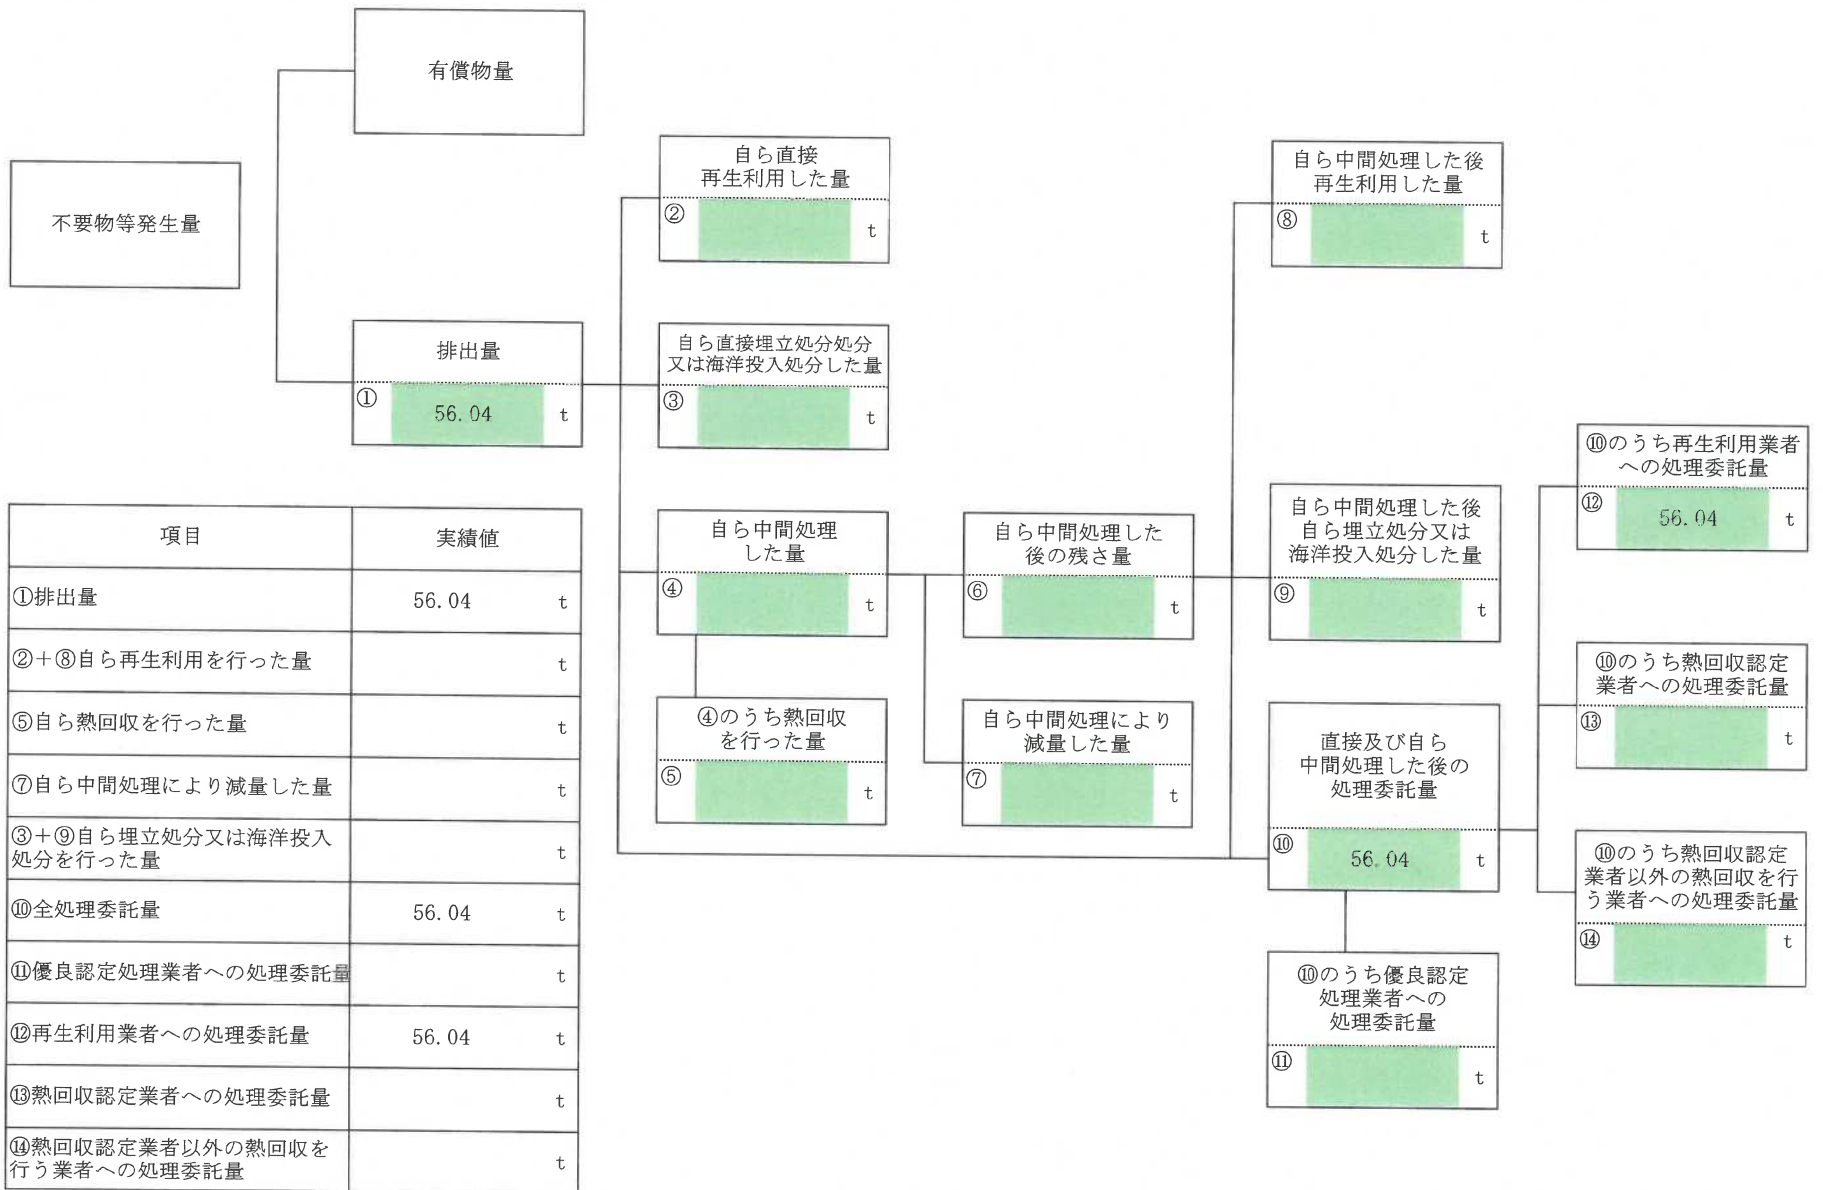 有償物量
不要物等発生量
排出量
① 56.04 t
自ら直接
再生利用した量
② t
自ら直接埋立処分処分
又は海洋投入処分した量
③ t
自ら中間処理
した量
④ t
④のうち熱回収
を行った量
⑤ t
自ら中間処理した
後の残さ量
⑥ t
自ら中間処理により
減量した量
⑦ t
自ら中間処理した後
再生利用した量
⑧ t
自ら中間処理した後
自ら埋立処分又は
海洋投入処分した量
⑨ t
直接及び自ら
中間処理した後の
処理委託量
⑩ 56.04 t
⑩のうち優良認定
処理業者への
処理委託量
⑪ t
⑩のうち再生利用業者
への処理委託量
⑫ 56.04 t
⑩のうち熱回収認定
業者への処理委託量
⑬ t
⑩のうち熱回収認定
業者以外の熱回収を行
う業者への処理委託量
⑭ t
項目 実績値
①排出量 56.04 t
②+⑧自ら再生利用を行った量 t
⑤自ら熱回収を行った量 t
⑦自ら中間処理により減量した量 t
③+⑨自ら埋立処分又は海洋投入
処分を行った量 t
⑩全処理委託量 56.04 t
⑪優良認定処理業者への処理委託量 t
⑫再生利用業者への処理委託量 56.04 t
⑬熱回収認定業者への処理委託量 t
⑭熱回収認定業者以外の熱回収を
行う業者への処理委託量 t